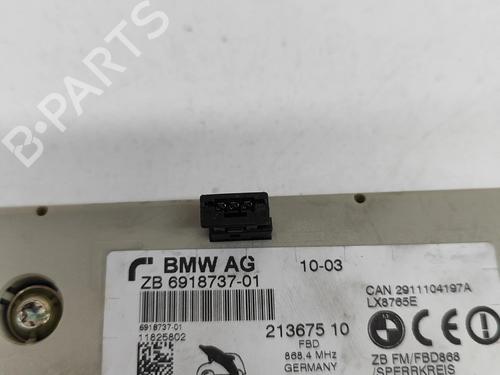 B-PARTS
BMW AG 10-03
ZB 6918737-01
CAN 2911104197A
LX8765E
6918737-01
11825802
213675 10
FBD
868,4 MHz
GERMANY
ZB FM/FBD868
/SPERRKREIS